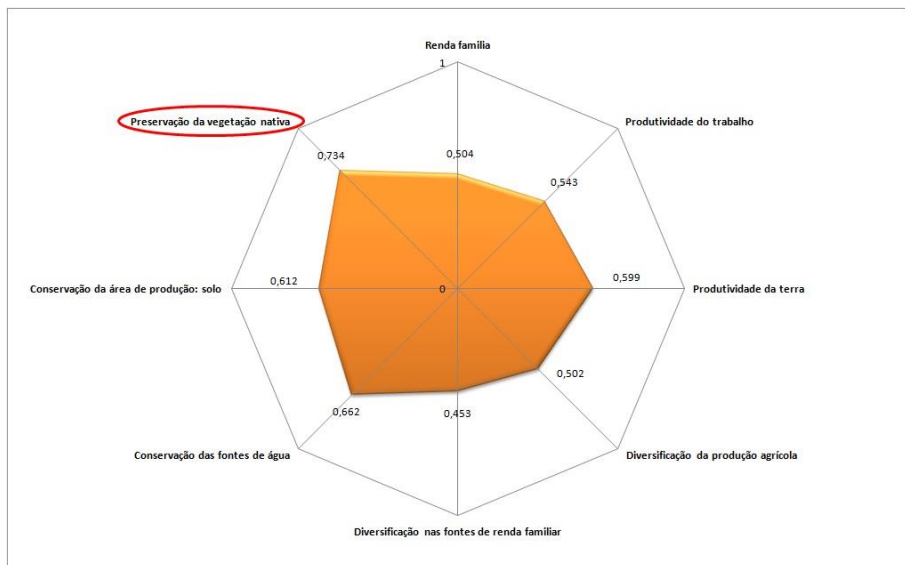 Renda familia
1
Preservação da vegetação nativa
Produtividade do trabalho
0,734
0,504
0,543
Conservação da área de produção: solo
0,612
0
0,599
Produtividade da terra
0,502
0,662
0,453
Conservação das fontes de água
Diversificação da produção agrícola
Diversificação nas fontes de renda familiar